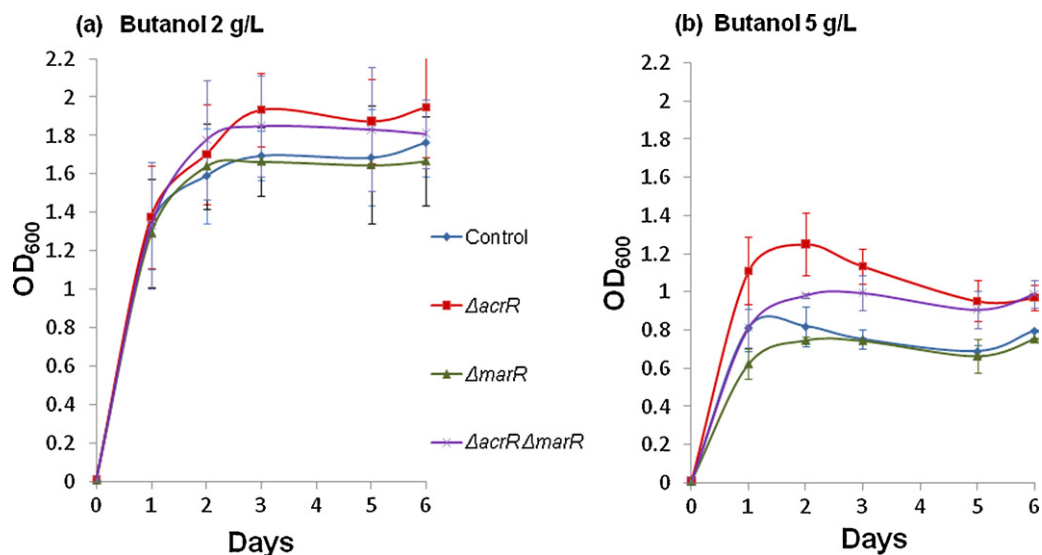 (a) Butanol 2 g/L
2.2
2
1.8
1.6
1.4
1.2
1
0.8
0.6
0.4
0.2
0
OD600
0 1 2 3 4 5 6
Days
Control
ΔacrR
ΔmarR
ΔacrRΔmarR
(b) Butanol 5 g/L
2.2
2
1.8
1.6
1.4
1.2
1
0.8
0.6
0.4
0.2
0
OD600
0 1 2 3 4 5 6
Days